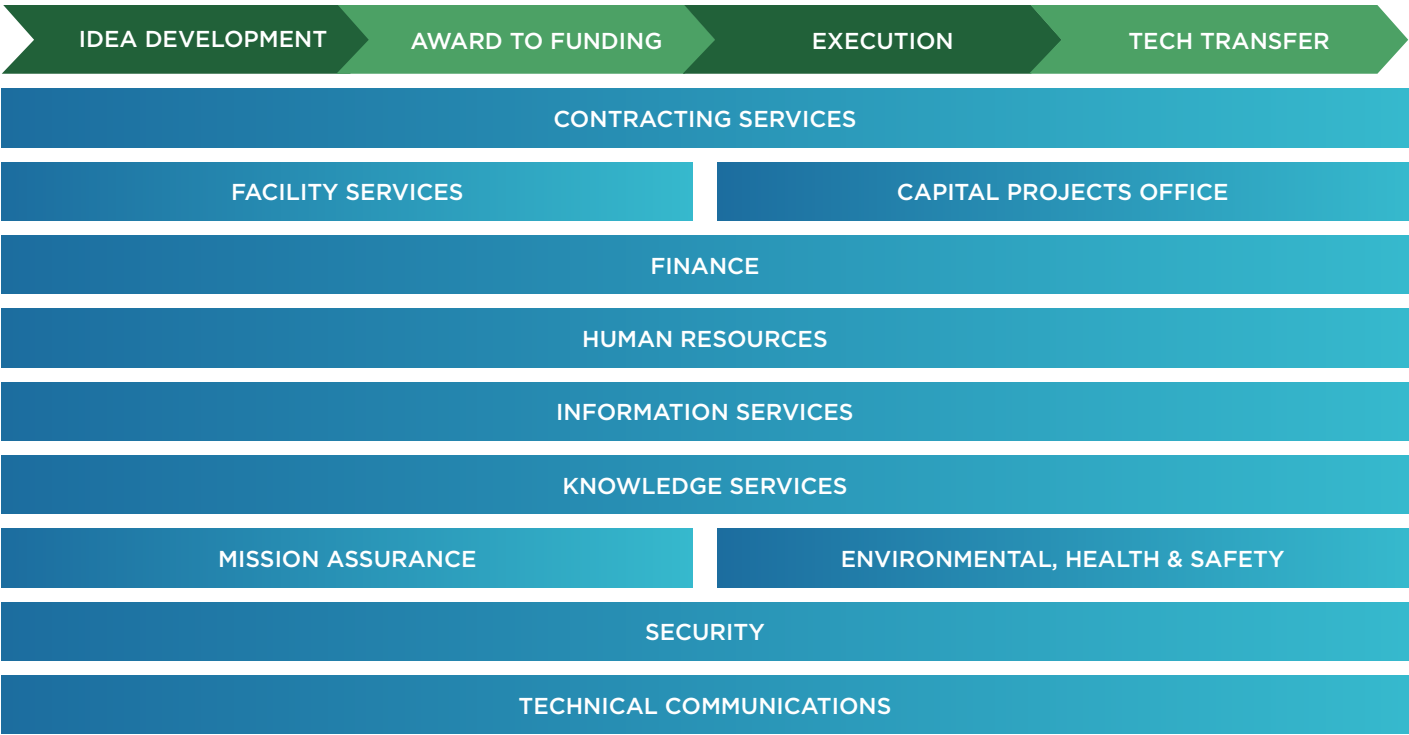 IDEA DEVELOPMENT
AWARD TO FUNDING
EXECUTION
TECH TRANSFER
CONTRACTING SERVICES
FACILITY SERVICES
CAPITAL PROJECTS OFFICE
FINANCE
HUMAN RESOURCES
INFORMATION SERVICES
KNOWLEDGE SERVICES
MISSION ASSURANCE
ENVIRONMENTAL, HEALTH & SAFETY
SECURITY
TECHNICAL COMMUNICATIONS